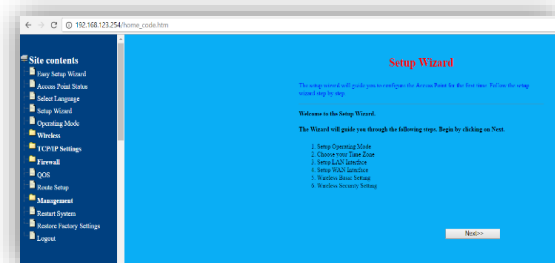 192.168.123.254/home_code.htm
Site contents
Easy Setup Wizard
Access Point Status
Select Language
Setup Wizard
Operating Mode
Wireless
TCP/IP Settings
Firewall
QOS
Route Setup
Management
Restart System
Restore Factory Settings
Logout
Setup Wizard
The setup wizard will guide you to configure the Access Point for the first time. Follow the setup
wizard step by step.
Welcome to the Setup Wizard.
The Wizard will guide you through the following steps. Begin by clicking on Next.
1. Setup Operating Mode
2. Choose your Time Zone
3. Setup LAN Interface
4. Setup WAN Interface
5. Wireless Basic Setting
6. Wireless Security Setting
Next>>